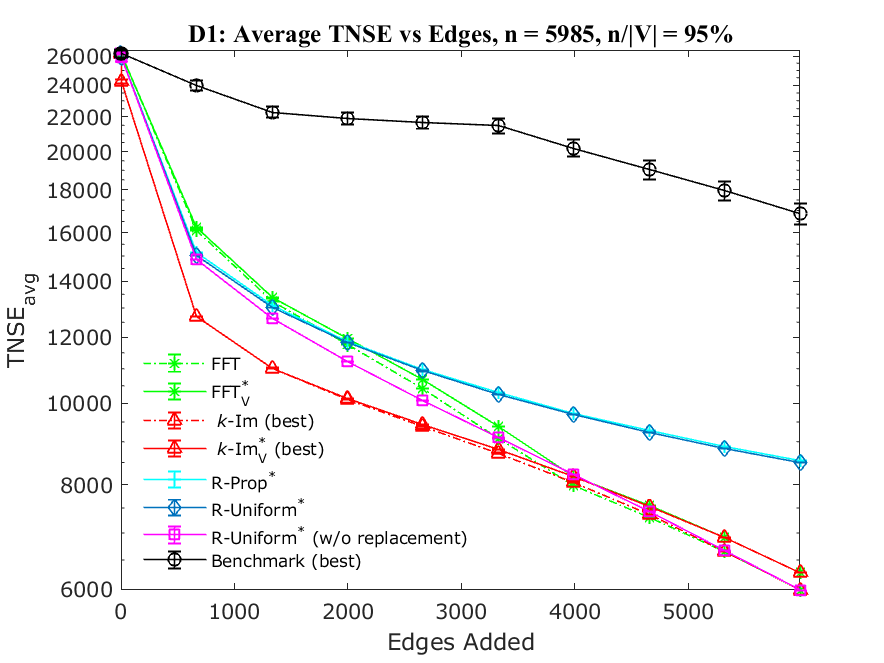 D1: Average TNSE vs Edges, n = 5985, n/|V| = 95%
26000
24000
22000
20000
18000
16000
14000
12000
10000
8000
6000
TNSE_avg
FFT
FFT*_V
k-Im (best)
k-Im*_V (best)
R-Prop*
R-Uniform*
R-Uniform* (w/o replacement)
Benchmark (best)
0 1000 2000 3000 4000 5000
Edges Added